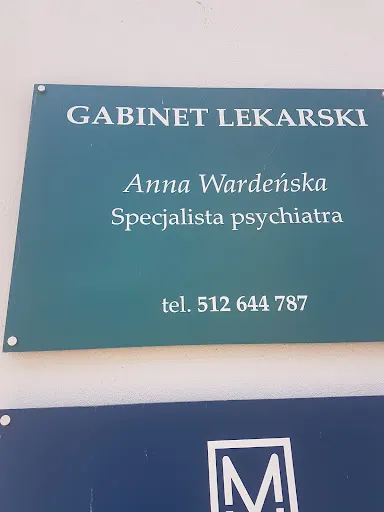 GABINET LEKARSKI
Anna Wardeńska
Specjalista psychiatra
tel. 512 644 787
M